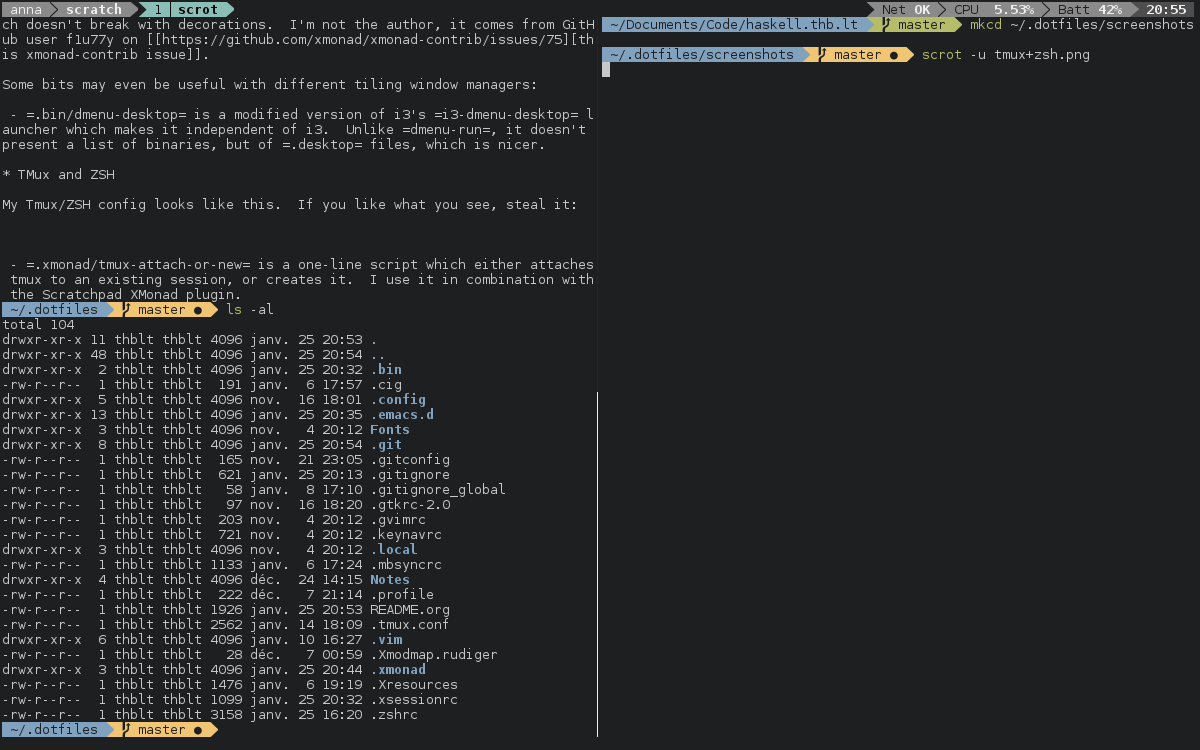 anna scratch 1 scrot Net OK CPU 5.53% Batt 42% 20:55
ch doesn't break with decorations.  I'm not the author, it comes from GitH
ub user f1u77y on [[https://github.com/xmonad/xmonad-contrib/issues/75][th
is xmonad-contrib issue]].
Some bits may even be useful with different tiling window managers:
- =.bin/dmenu-desktop= is a modified version of i3's =i3-dmenu-desktop= l
auncher which makes it independent of i3.  Unlike =dmenu-run=, it doesn't
present a list of binaries, but of =.desktop= files, which is nicer.
* TMux and ZSH
My Tmux/ZSH config looks like this.  If you like what you see, steal it:
- =.xmonad/tmux-attach-or-new= is a one-line script which either attaches
tmux to an existing session, or creates it.  I use it in combination with
the Scratchpad XMonad plugin.
~/.dotfiles master ● ls -al
total 104
drwxr-xr-x 11 thblt thblt 4096 janv. 25 20:53 .
drwxr-xr-x 48 thblt thblt 4096 janv. 25 20:54 ..
drwxr-xr-x  2 thblt thblt 4096 janv. 25 20:32 .bin
-rw-r--r--  1 thblt thblt  191 janv.  6 17:57 .cig
drwxr-xr-x  5 thblt thblt 4096 nov.  16 18:01 .config
drwxr-xr-x 13 thblt thblt 4096 janv. 25 20:35 .emacs.d
drwxr-xr-x  3 thblt thblt 4096 nov.   4 20:12 Fonts
drwxr-xr-x  8 thblt thblt 4096 janv. 25 20:54 .git
-rw-r--r--  1 thblt thblt  165 nov.  21 23:05 .gitconfig
-rw-r--r--  1 thblt thblt  621 janv. 25 20:13 .gitignore
-rw-r--r--  1 thblt thblt   58 janv.  8 17:10 .gitignore_global
-rw-r--r--  1 thblt thblt   97 nov.  16 18:20 .gtkrc-2.0
-rw-r--r--  1 thblt thblt  203 nov.   4 20:12 .gvimrc
-rw-r--r--  1 thblt thblt  721 nov.   4 20:12 .keynavrc
drwxr-xr-x  3 thblt thblt 4096 nov.   4 20:12 .local
-rw-r--r--  1 thblt thblt 1133 janv.  6 17:24 .mbsyncrc
drwxr-xr-x  4 thblt thblt 4096 déc.  24 14:15 Notes
-rw-r--r--  1 thblt thblt  222 déc.   7 21:14 .profile
-rw-r--r--  1 thblt thblt 1926 janv. 25 20:53 README.org
-rw-r--r--  1 thblt thblt 2562 janv. 14 18:09 .tmux.conf
drwxr-xr-x  6 thblt thblt 4096 janv. 10 16:27 .vim
-rw-r--r--  1 thblt thblt   28 déc.   7 00:59 .Xmodmap.rudiger
drwxr-xr-x  3 thblt thblt 4096 janv. 25 20:44 .xmonad
-rw-r--r--  1 thblt thblt 1476 janv.  6 19:19 .Xresources
-rw-r--r--  1 thblt thblt 1099 janv. 25 20:32 .xsessionrc
-rw-r--r--  1 thblt thblt 3158 janv. 25 16:20 .zshrc
~/.dotfiles master ●
~/Documents/Code/haskell.thb.lt master mkcd ~/.dotfiles/screenshots
~/.dotfiles/screenshots master ● scrot -u tmux+zsh.png